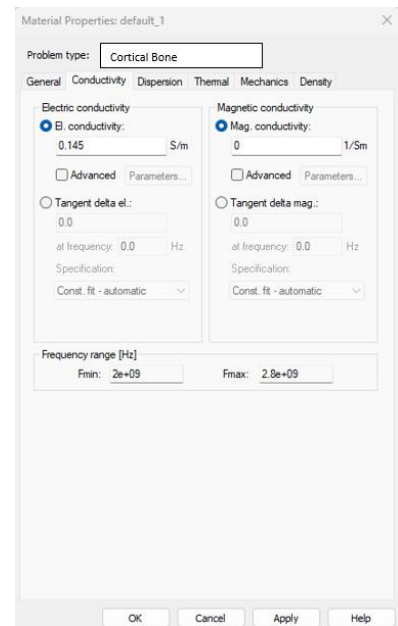 Material Properties: default_1
Problem type: Cortical Bone
General Conductivity Dispersion Thermal Mechanics Density
Electric conductivity Magnetic conductivity
El. conductivity: Mag. conductivity:
0.145 S/m 0 1/Sm
Advanced Parameters... Advanced Parameters...
Tangent delta el.: Tangent delta mag.:
0.0 0.0
at frequency: 0.0 Hz at frequency: 0.0 Hz
Specification: Specification:
Const. fit - automatic Const. fit - automatic
Frequency range [Hz]
Fmin: 2e+09 Fmax: 2.8e+09
OK Cancel Apply Help